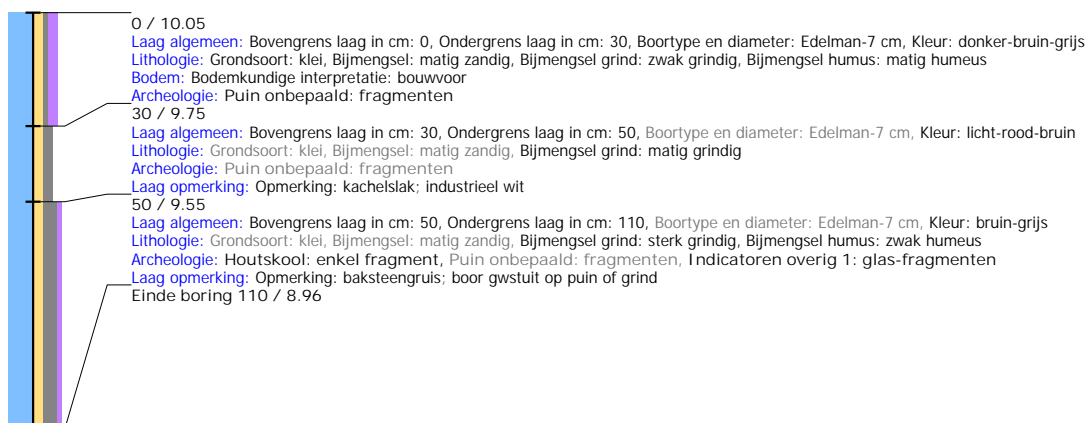 0 / 10.05
Laag algemeen: Bovengrens laag in cm: 0, Ondergrens laag in cm: 30, Boortype en diameter: Edelman-7 cm, Kleur: donker-bruin-grijs
Lithologie: Grondsoort: klei, Bijmengsel: matig zandig, Bijmengsel grind: zwak grindig, Bijmengsel humus: matig humeus
Bodem: Bodemkundige interpretatie: bouwvoor
Archeologie: Puin onbepaald: fragmenten
30 / 9.75
Laag algemeen: Bovengrens laag in cm: 30, Ondergrens laag in cm: 50, Boortype en diameter: Edelman-7 cm, Kleur: licht-rood-bruin
Lithologie: Grondsoort: klei, Bijmengsel: matig zandig, Bijmengsel grind: matig grindig
Archeologie: Puin onbepaald: fragmenten
Laag opmerking: Opmerking: kachelslak; industrieel wit
50 / 9.55
Laag algemeen: Bovengrens laag in cm: 50, Ondergrens laag in cm: 110, Boortype en diameter: Edelman-7 cm, Kleur: bruin-grijs
Lithologie: Grondsoort: klei, Bijmengsel: matig zandig, Bijmengsel grind: sterk grindig, Bijmengsel humus: zwak humeus
Archeologie: Houtskool: enkel fragment, Puin onbepaald: fragmenten, Indicatoren overig 1: glas-fragmenten
Laag opmerking: Opmerking: baksteengruis; boor gwstuit op puin of grind
Einde boring 110 / 8.96